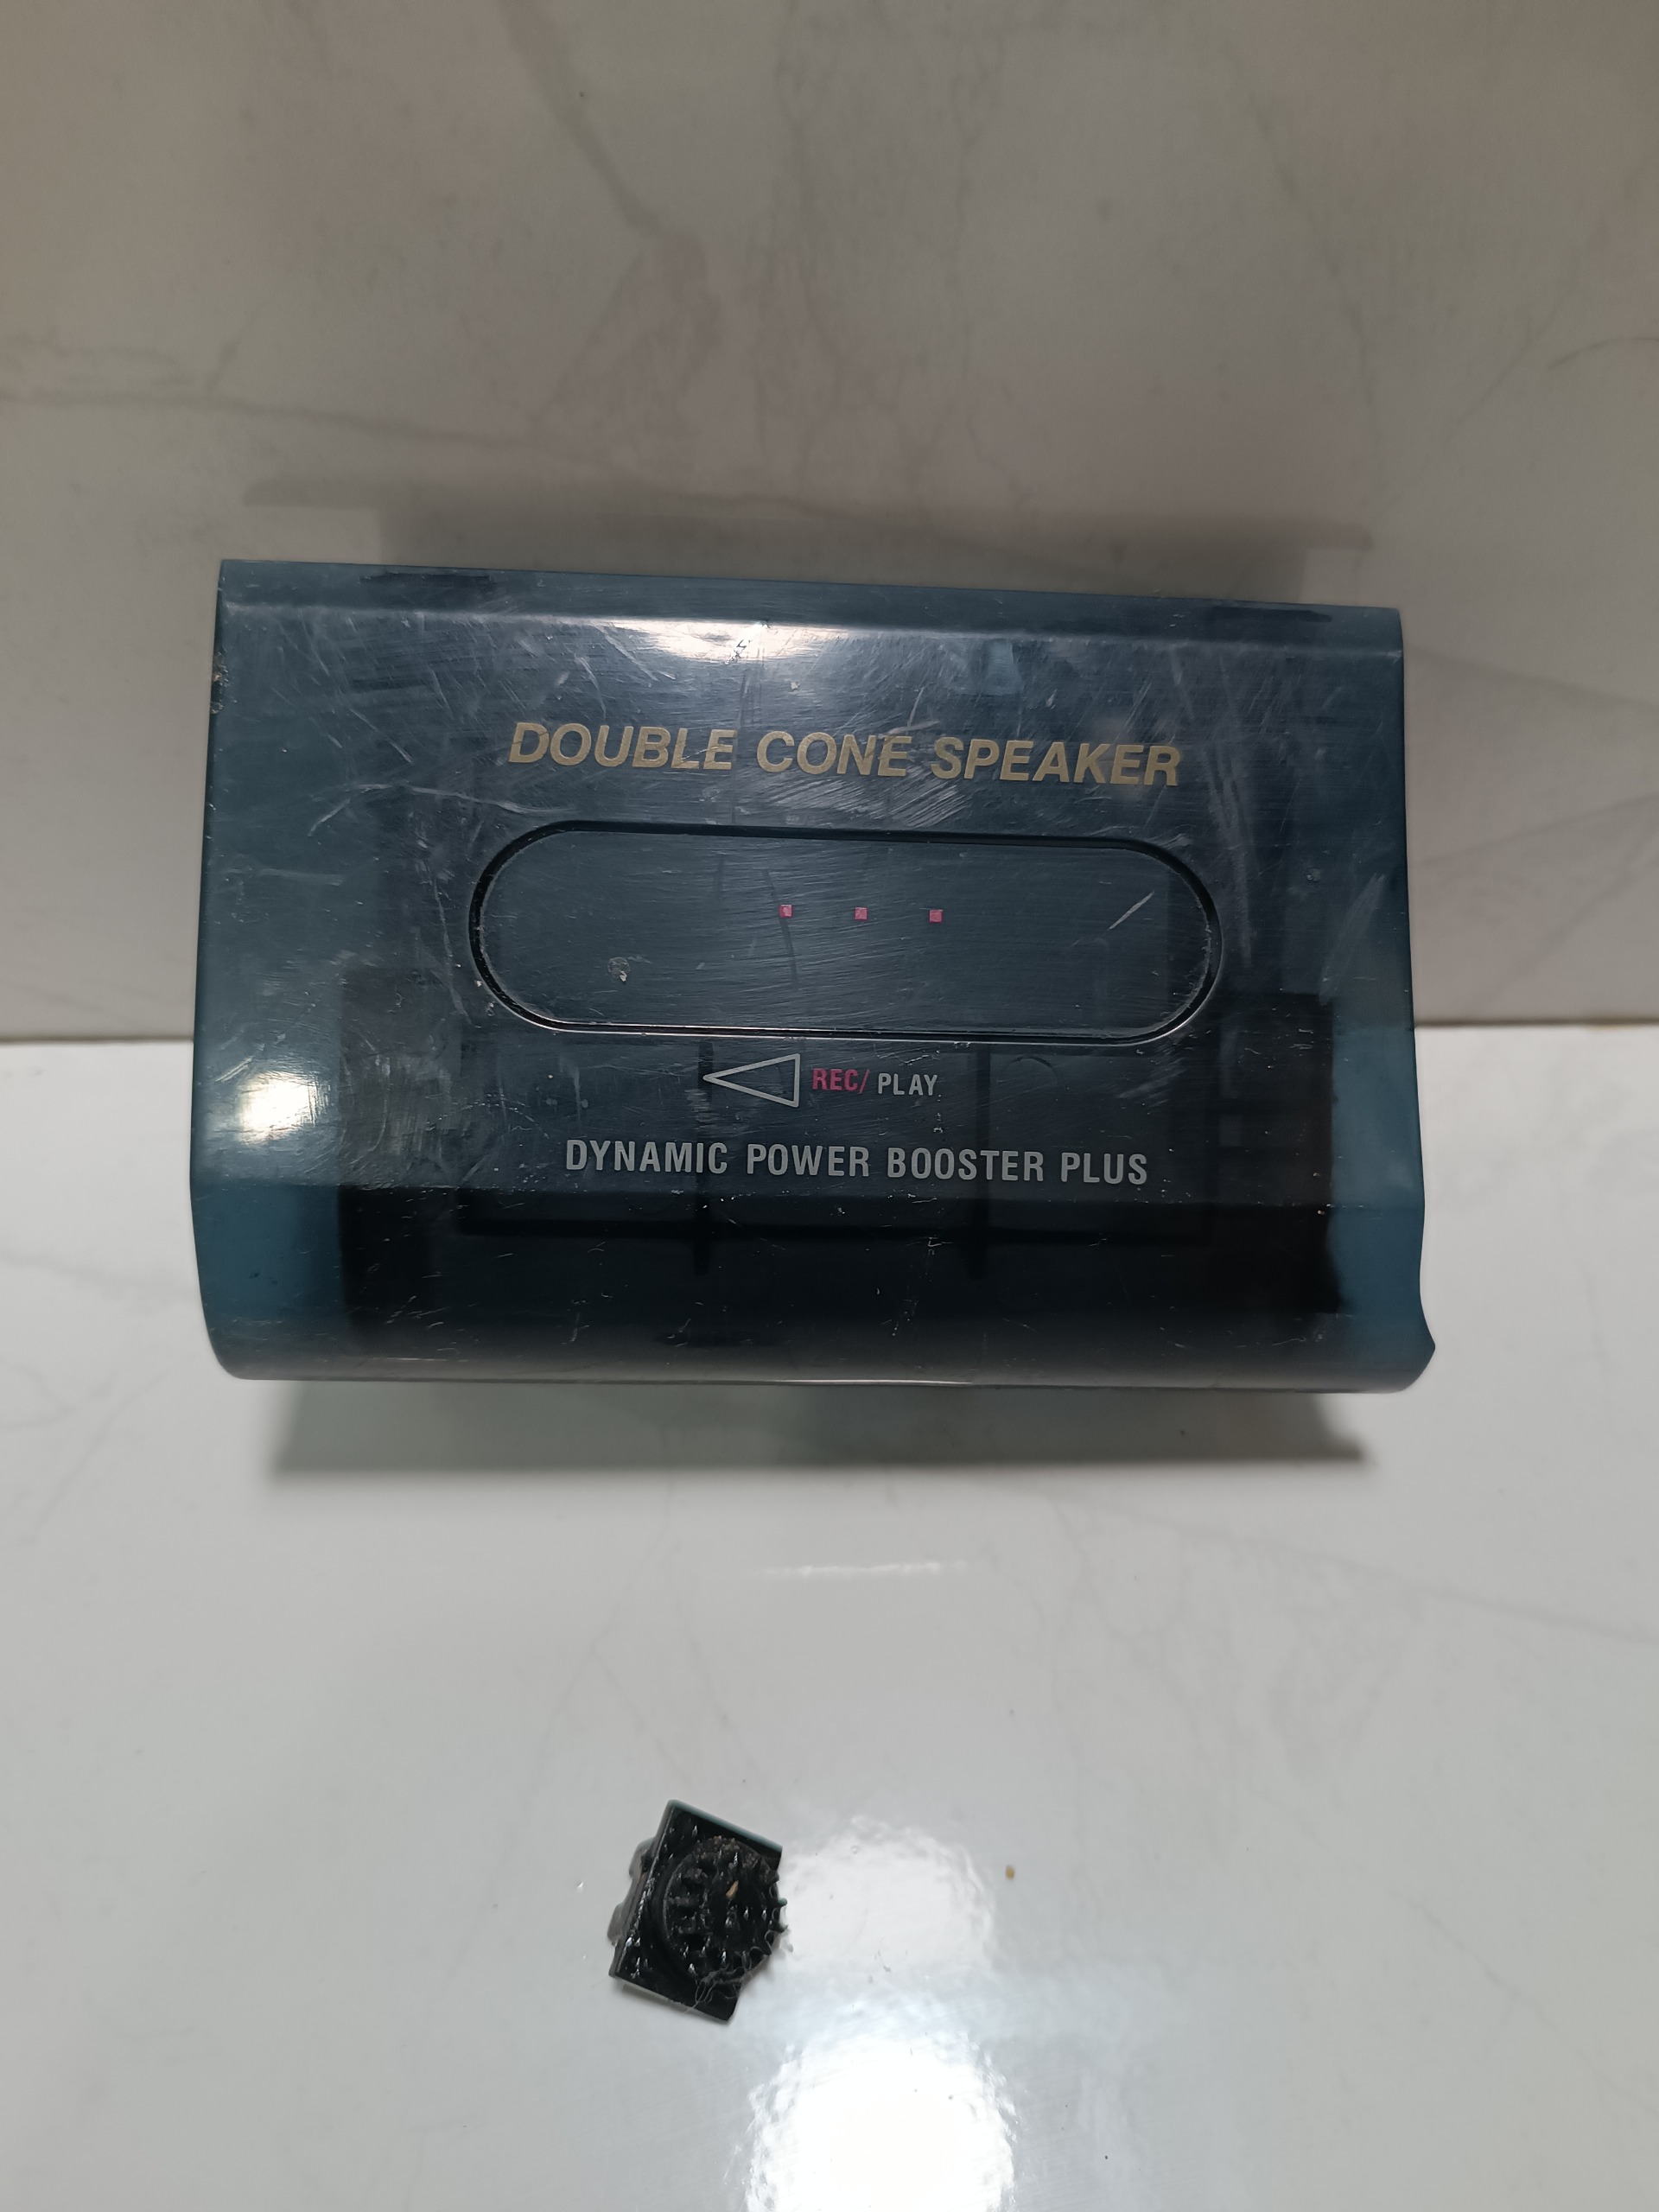 DOUBLE CONE SPEAKER
REC/ PLAY
DYNAMIC POWER BOOSTER PLUS